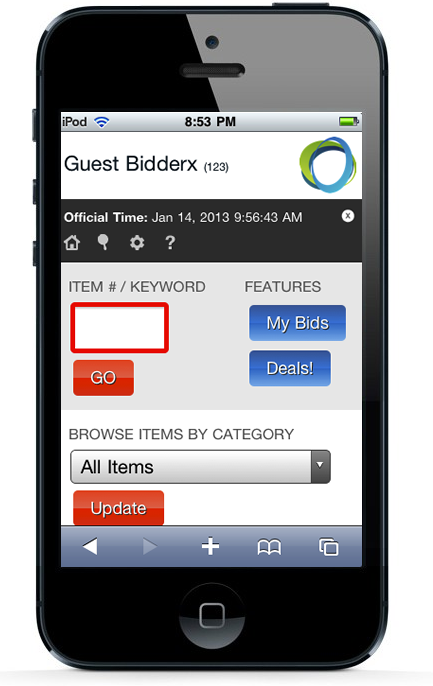 iPod 8:53 PM
Guest Bidderx (123)
Official Time: Jan 14, 2013 9:56:43 AM
x
?
ITEM # / KEYWORD FEATURES
My Bids
GO
Deals!
BROWSE ITEMS BY CATEGORY
All Items
Update